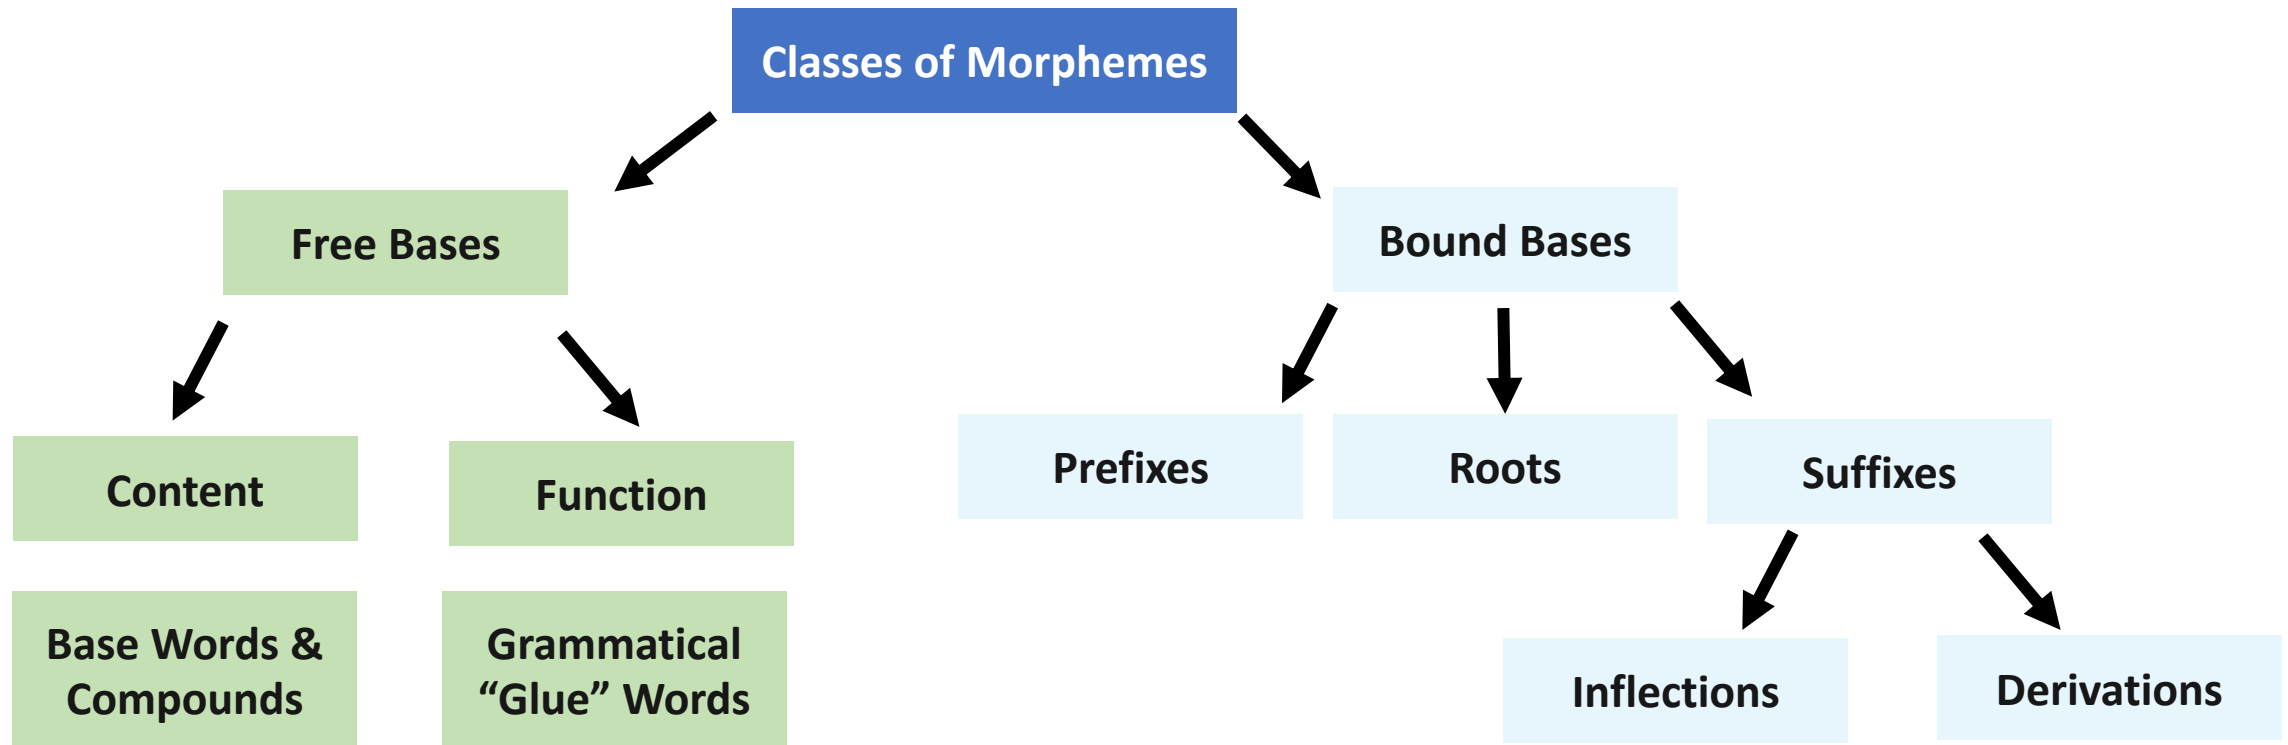 Classes of Morphemes
Free Bases
Bound Bases
Content
Function
Prefixes
Roots
Suffixes
Base Words &
Compounds
Grammatical
“Glue” Words
Inflections
Derivations